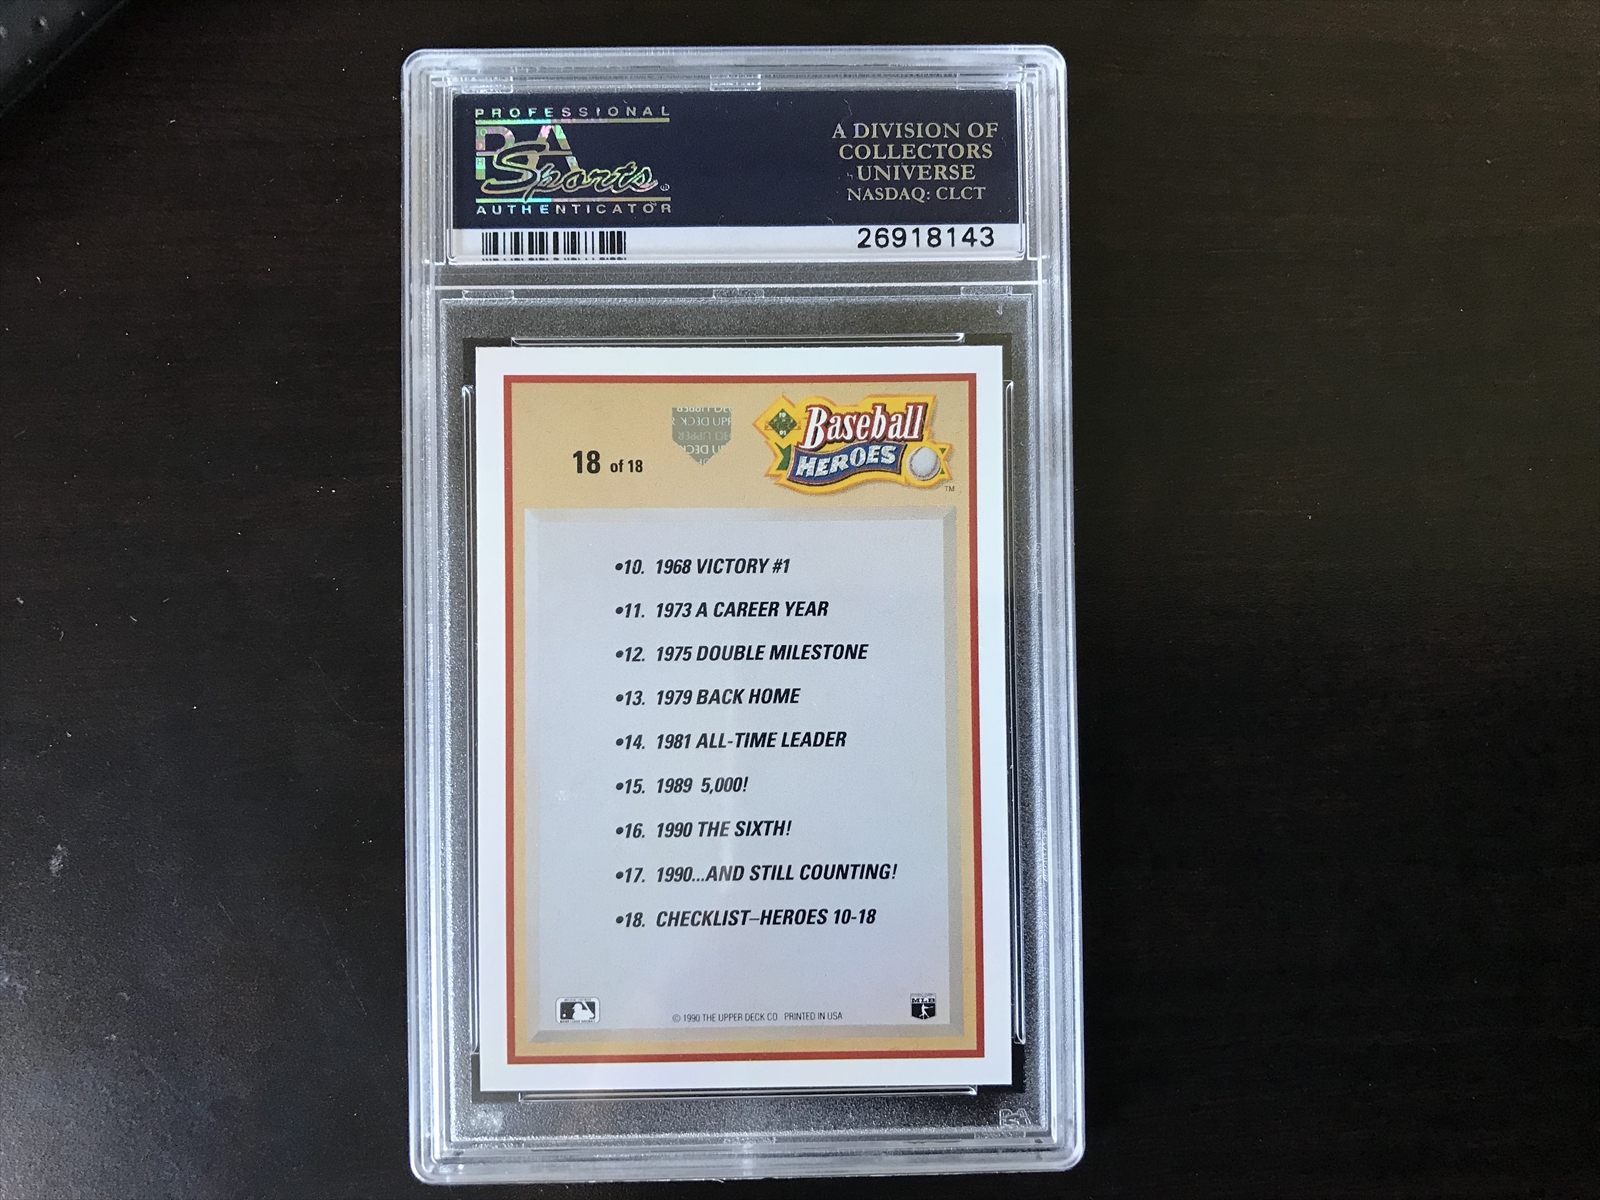 PROFESSIONAL
PSA
Sports
AUTHENTICATOR
A DIVISION OF
COLLECTORS
UNIVERSE
NASDAQ: CLCT
26918143
Baseball
HEROES
TM
18 of 18
•10. 1968 VICTORY #1
•11. 1973 A CAREER YEAR
•12. 1975 DOUBLE MILESTONE
•13. 1979 BACK HOME
•14. 1981 ALL-TIME LEADER
•15. 1989 5,000!
•16. 1990 THE SIXTH!
•17. 1990...AND STILL COUNTING!
•18. CHECKLIST–HEROES 10-18
© 1990 THE UPPER DECK CO PRINTED IN USA